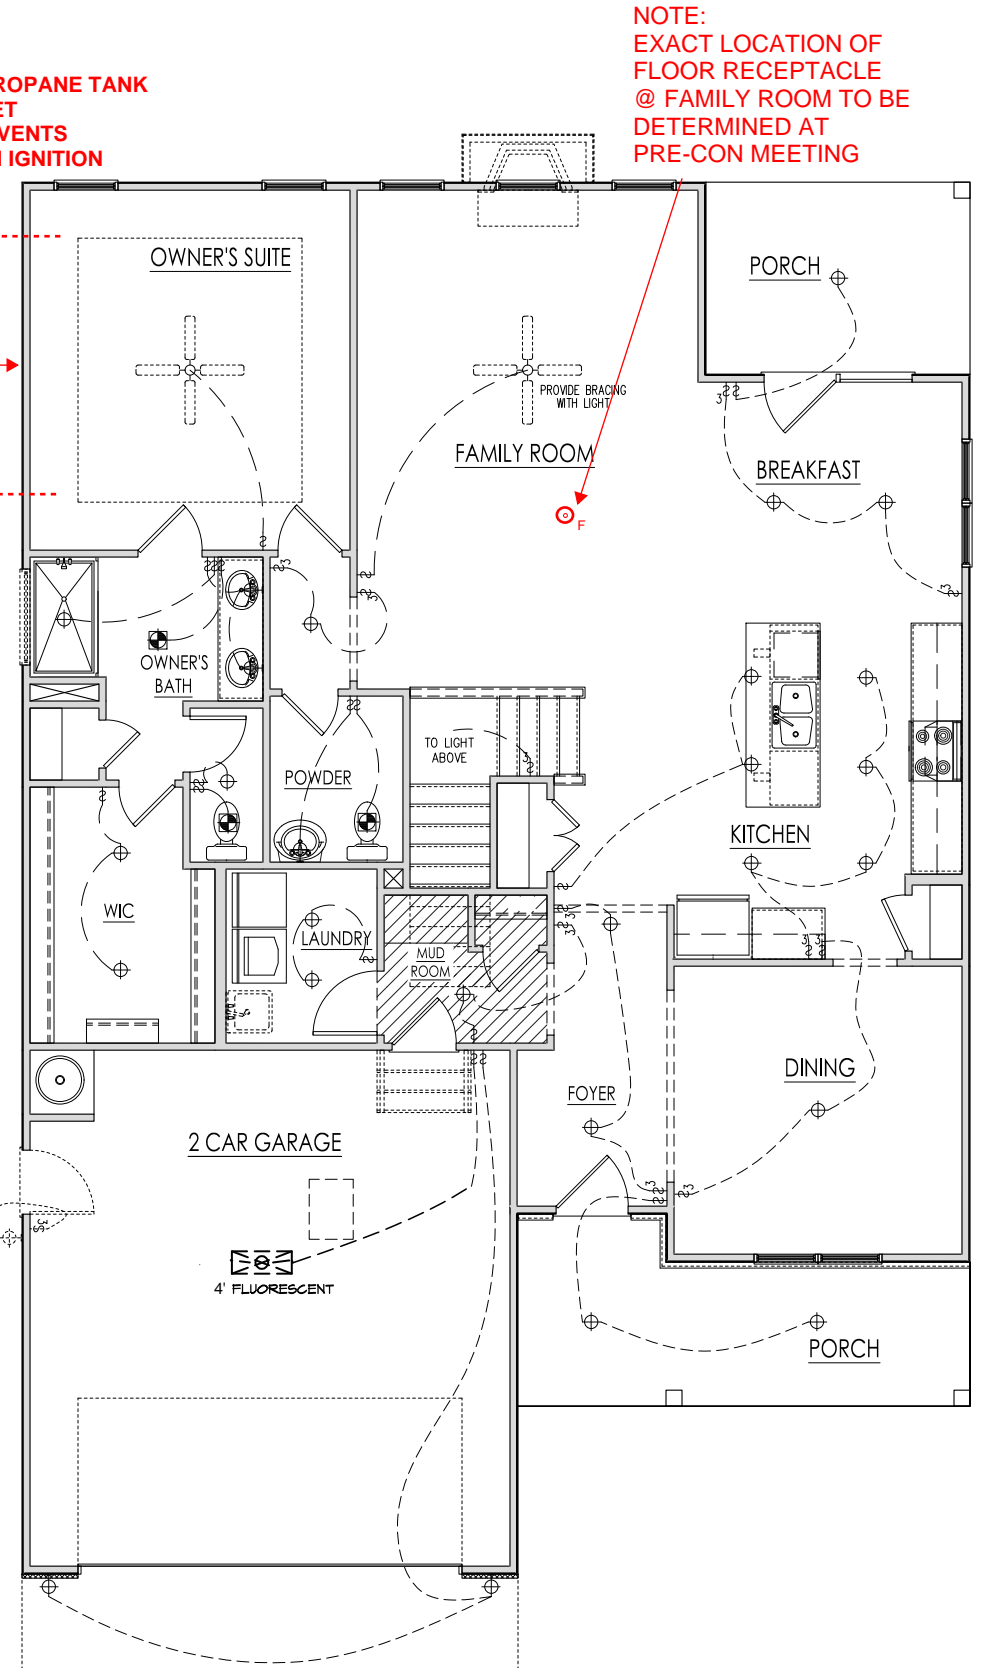 NOTE:
EXACT LOCATION OF
FLOOR RECEPTACLE
@ FAMILY ROOM TO BE
DETERMINED AT
PRE-CON MEETING
ROPANE TANK
ET
VENTS
N IGNITION
OWNER'S SUITE
PORCH
PROVIDE BRACING
WITH LIGHT
FAMILY ROOM
BREAKFAST
F
OWNER'S
BATH
TO LIGHT
ABOVE
POWDER
KITCHEN
WIC
LAUNDRY
MUD
ROOM
DINING
FOYER
2 CAR GARAGE
4' FLUORESCENT
PORCH